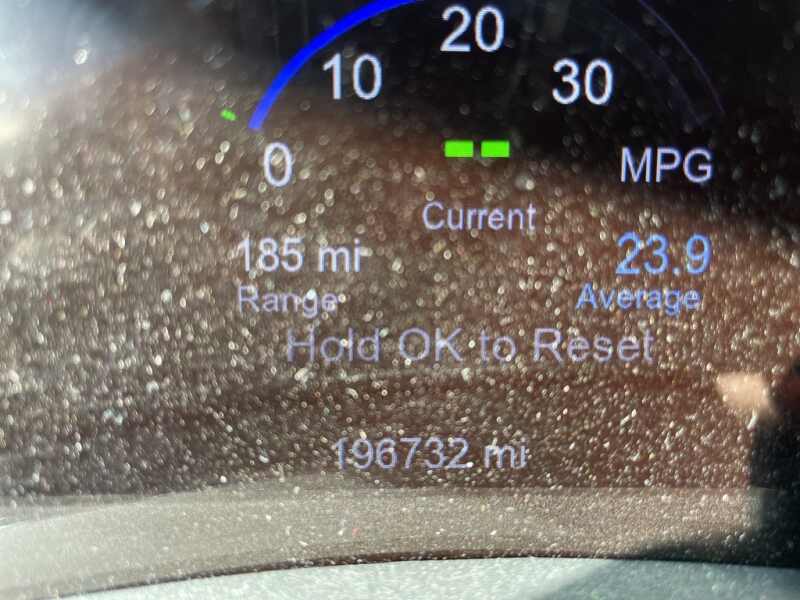 20
10
30
0
MPG
Current
185 mi
23.9
Range
Average
Hold OK to Reset
196732 mi